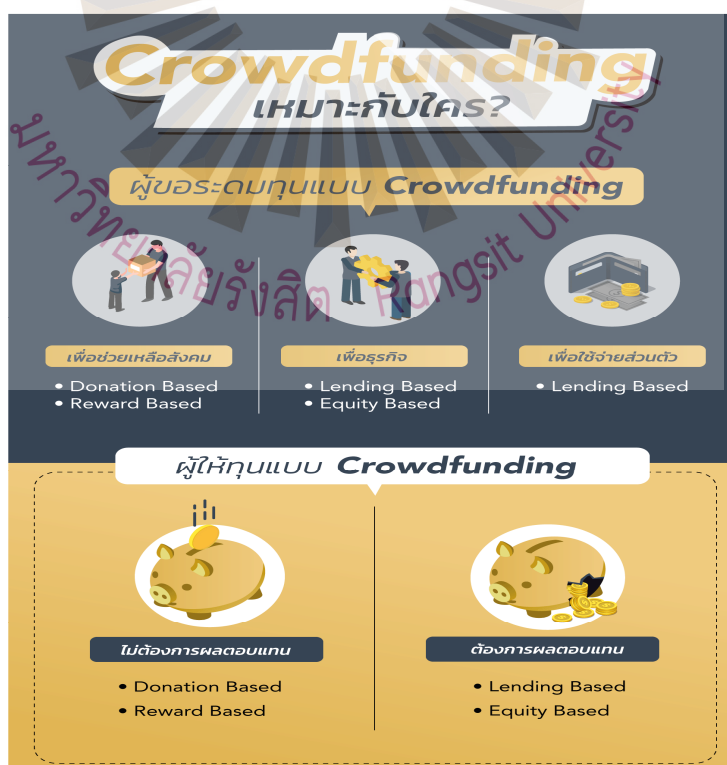 Crowdfunding
เหมาะกับใคร?
ผู้ขอระดมทุนแบบ Crowdfunding
มหาวิทยาลัยรังสิต Rangsit University
เพื่อช่วยเหลือสังคม
• Donation Based
• Reward Based
เพื่อธุรกิจ
• Lending Based
• Equity Based
เพื่อใช้จ่ายส่วนตัว
• Lending Based
ผู้ให้ทุนแบบ Crowdfunding
ไม่ต้องการผลตอบแทน
• Donation Based
• Reward Based
ต้องการผลตอบแทน
• Lending Based
• Equity Based